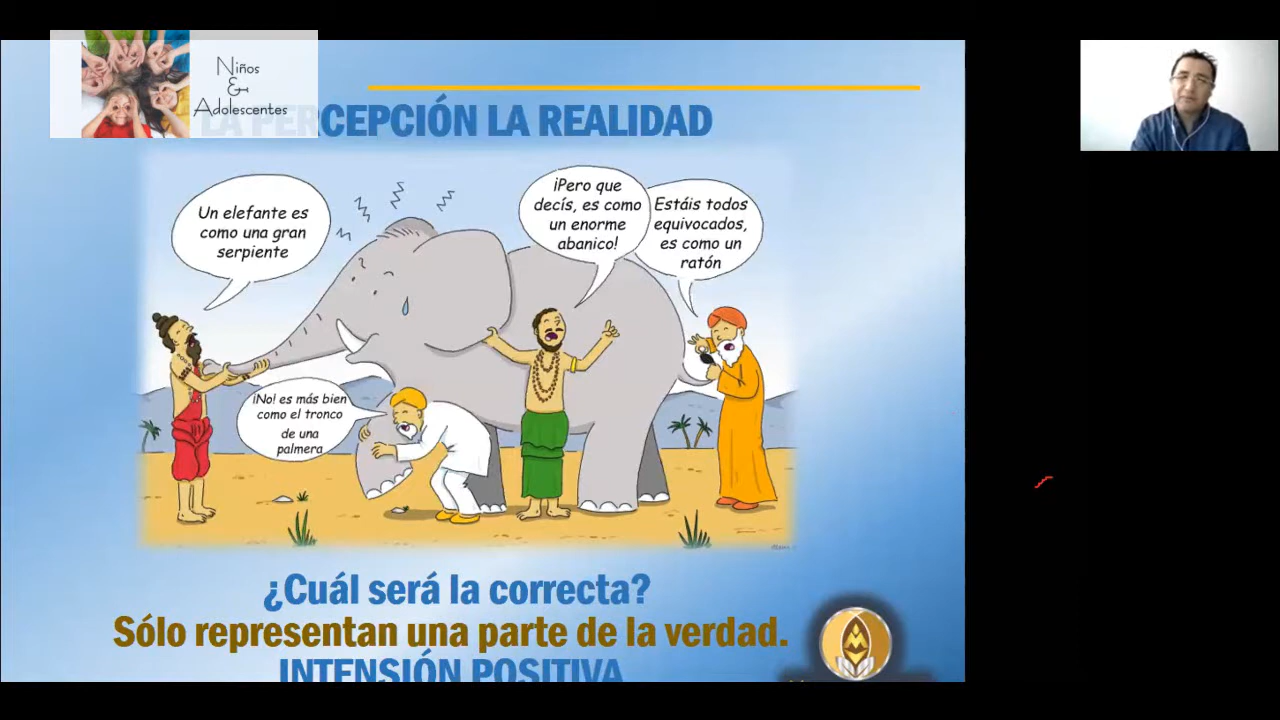 Niños
&
Adolescentes
LA PERCEPCIÓN LA REALIDAD
Un elefante es
como una gran
serpiente
¡Pero que
decís, es como
un enorme
abanico!
Estáis todos
equivocados,
es como un
ratón
¡No! es más bien
como el tronco
de una
palmera
¿Cuál será la correcta?
Sólo representan una parte de la verdad.
INTENSIÓN POSITIVA